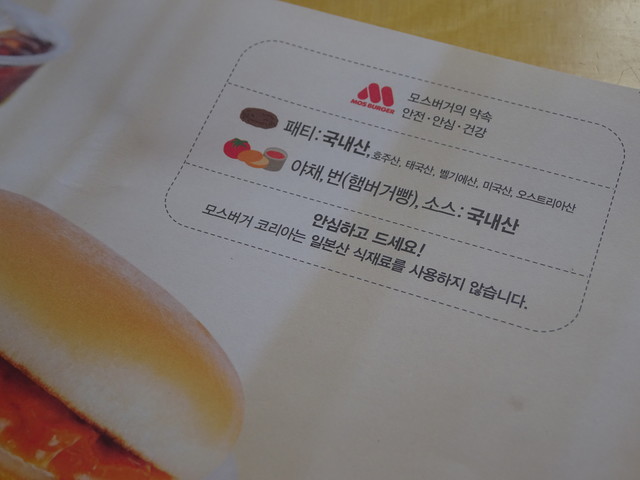 MOS BURGER
모스버거의 약속
안전·안심·건강
패티: 국내산, 호주산, 태국산, 벨기에산, 미국산, 오스트리아산
야채, 번(햄버거빵), 소스: 국내산
안심하고 드세요!
모스버거 코리아는 일본산 식재료를 사용하지 않습니다.